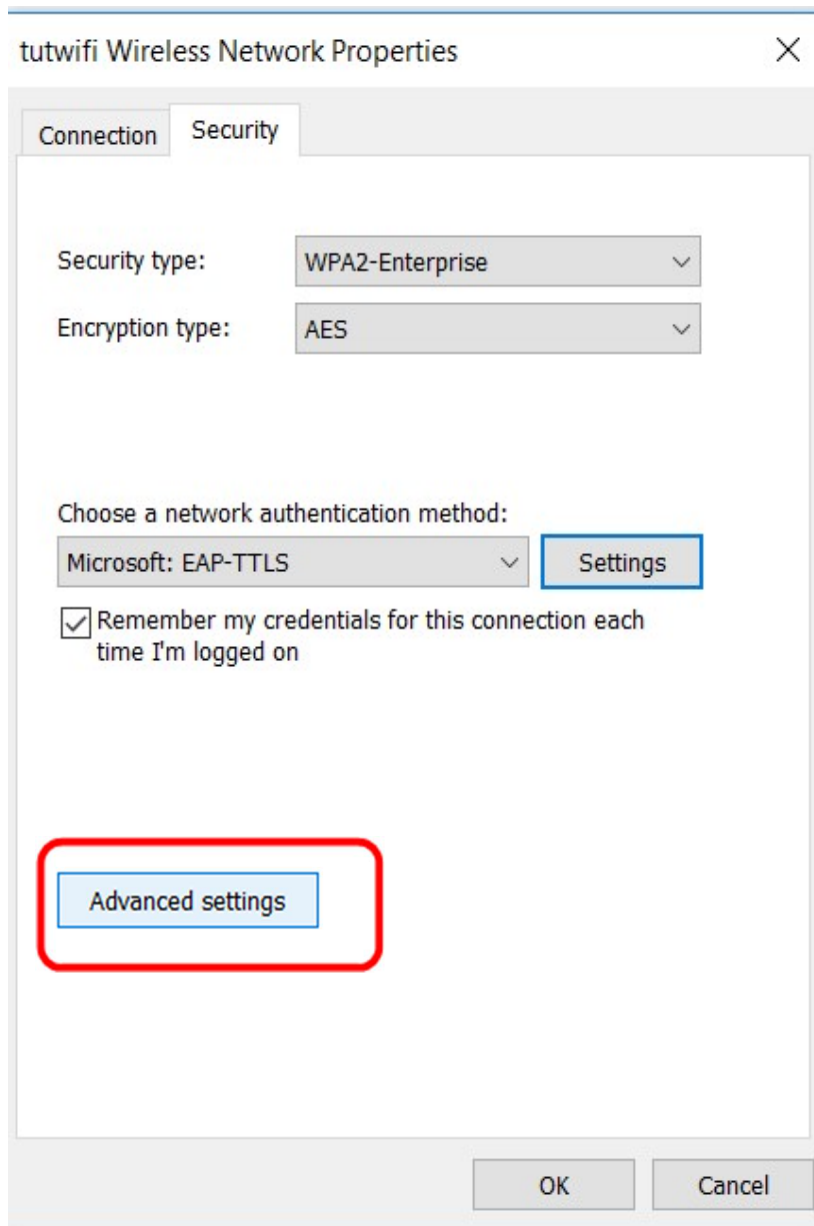 tutwifi Wireless Network Properties
Connection
Security
Security type:
WPA2-Enterprise
Encryption type:
AES
Choose a network authentication method:
Microsoft: EAP-TTLS
Settings
Remember my credentials for this connection each
time I'm logged on
Advanced settings
OK
Cancel